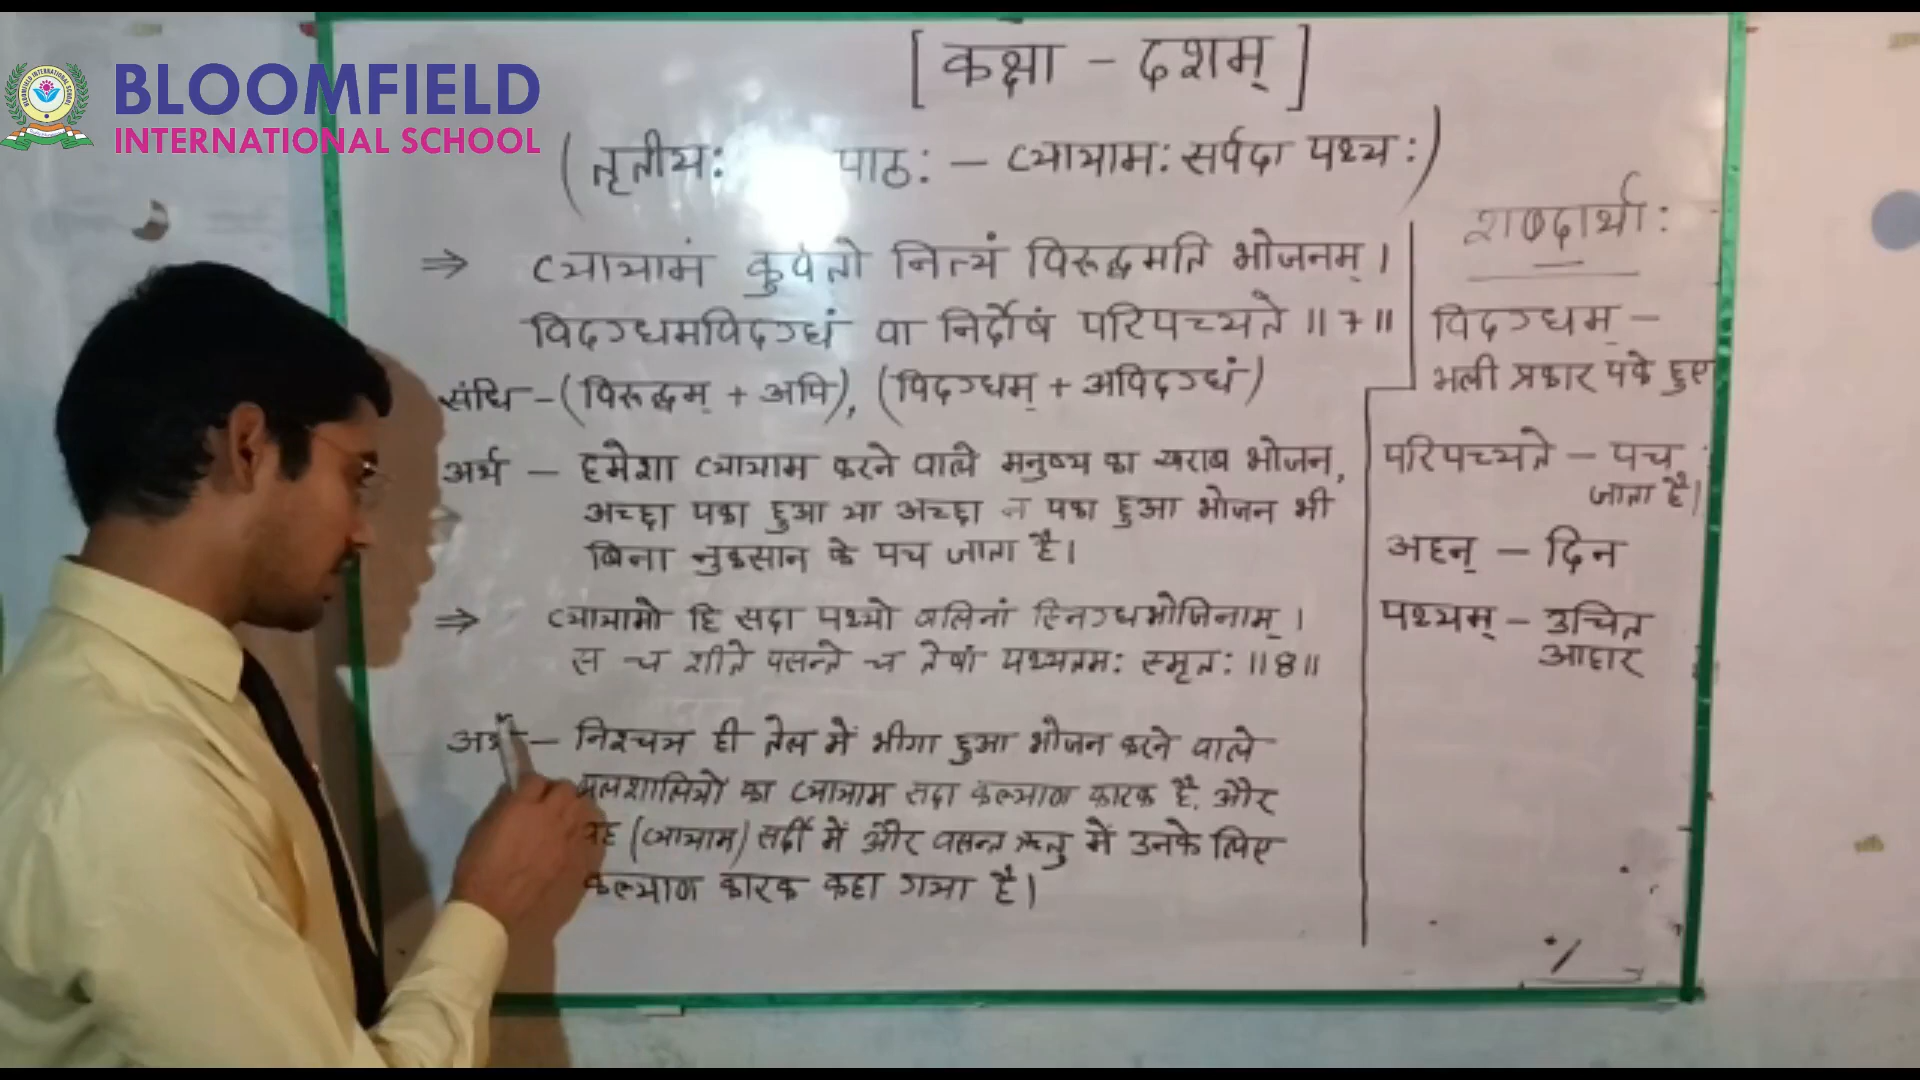 BLOOMFIELD
INTERNATIONAL SCHOOL
[ कक्षा - दशम् ]
( तृतीय: पाठ: - व्यायाम: सर्वदा पथ्य: )
⇒ व्यायामं कुर्वतो नित्यं विरूद्धमपि भोजनम् ।
विदग्धमविदग्धं वा निर्दोषं परिपच्यते ॥7॥
संधि - (विरूद्धम् + अपि), (विदग्धम् + अविदग्धं)
अर्थ - हमेशा व्यायाम करने वाले मनुष्य का खराब भोजन,
अच्छा पका हुआ या अच्छा न पका हुआ भोजन भी
बिना नुकसान के पच जाता है।
⇒ व्यायामो हि सदा पथ्यो बलिनां स्निग्धभोजिनाम् ।
स च शीते वसन्ते च तेषां पथ्यतम: स्मृत: ॥8॥
अर्थ - निश्चय ही तेल में भीगा हुआ भोजन करने वाले
बलशालियों का व्यायाम सदा कल्याण कारक है, और
वह (व्यायाम) सर्दी में और वसन्त ऋतु में उनके लिए
कल्याण कारक कहा गया है।
शब्दार्था:
विदग्धम् -
भली प्रकार पके हुए
परिपच्यते - पच
जाता है।
अहन् - दिन
पथ्यम् - उचित
आहार